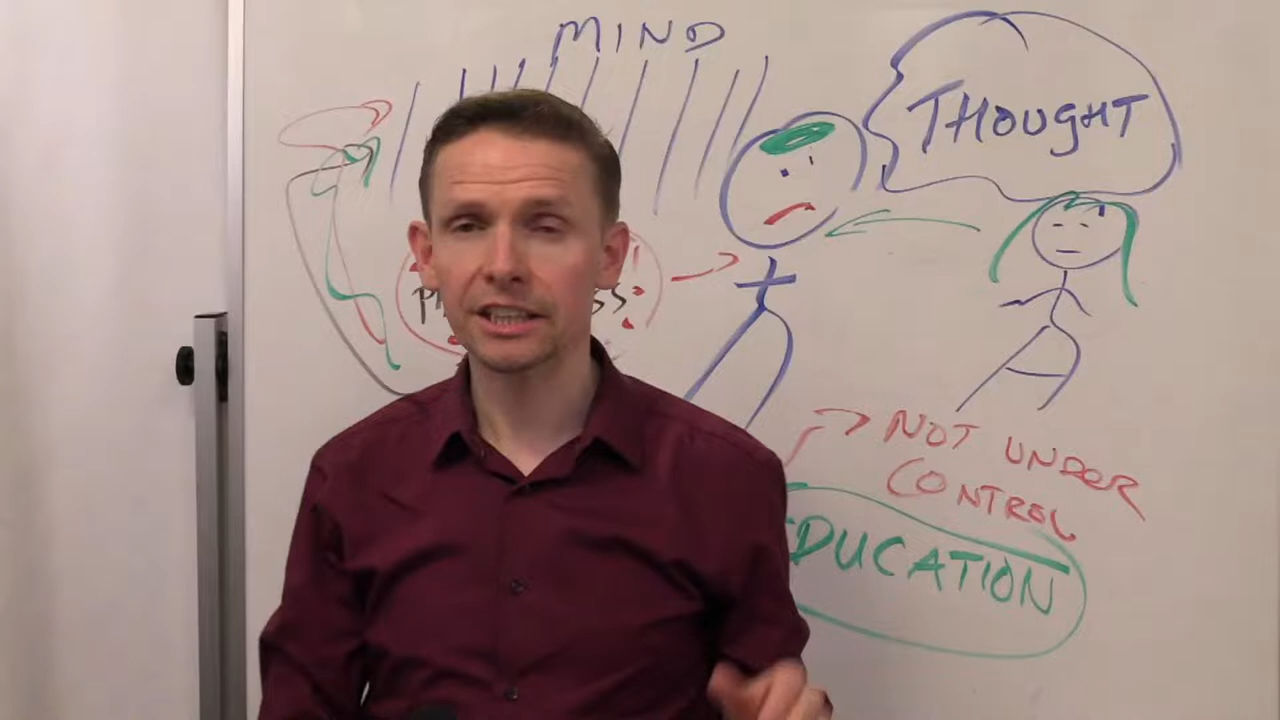 MIND
THOUGHT
NOT UNDER
CONTROL
EDUCATION